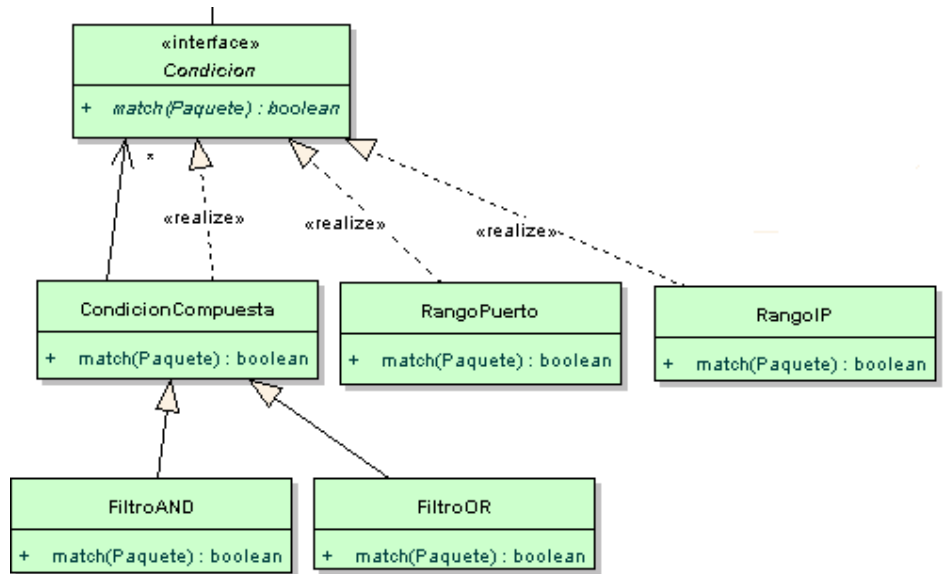 «interface»
Condicion
+ match(Paquete) : boolean
*
«realize»
«realize»
«realize»
CondicionCompuesta
+ match(Paquete) : boolean
RangoPuerto
+ match(Paquete) : boolean
RangoIP
+ match(Paquete) : boolean
FiltroAND
+ match(Paquete) : boolean
FiltroOR
+ match(Paquete) : boolean